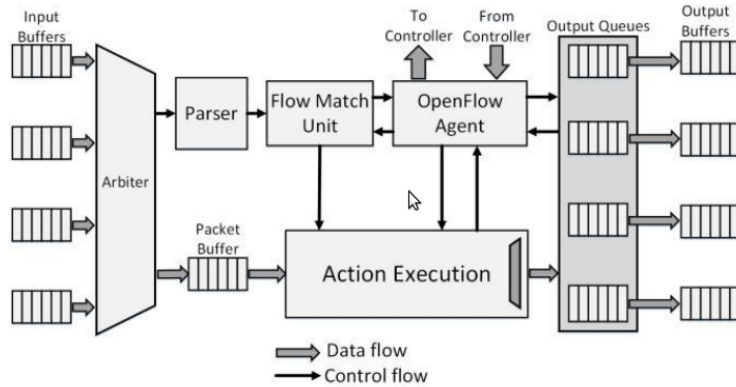 Input
Buffers
To
Controller
From
Controller
Output Queues
Output
Buffers
Parser
Flow Match
Unit
OpenFlow
Agent
Arbiter
Packet
Buffer
Action Execution
Data flow
Control flow